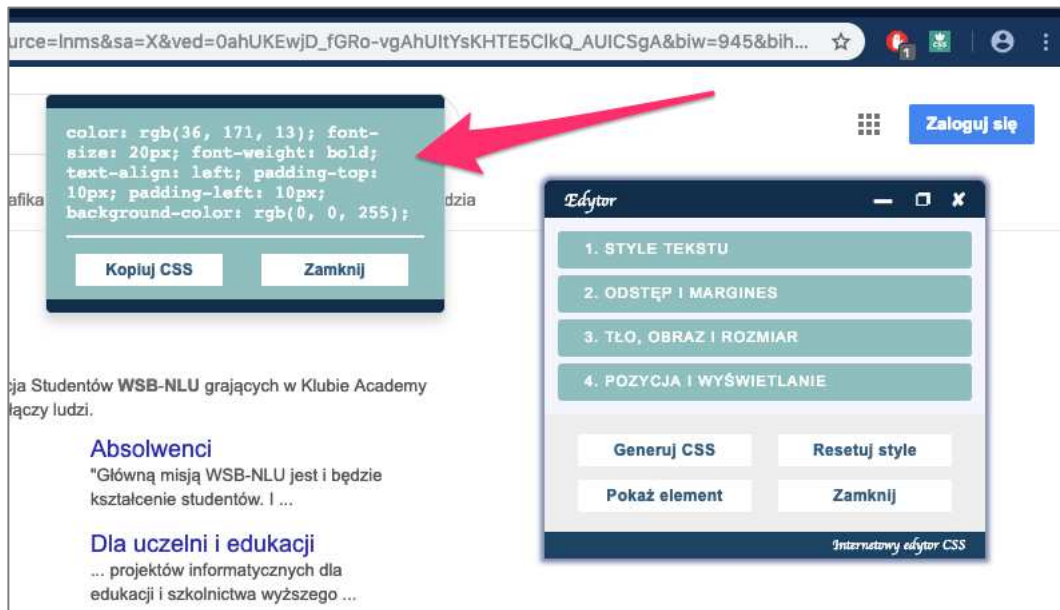 urce=lnms&sa=X&ved=0ahUKEwjD_fGRo-vgAhUItYsKHTE5ClkQ_AUICSgA&biw=945&bih...
1
CSS
color: rgb(36, 171, 13); font-
size: 20px; font-weight: bold;
text-align: left; padding-top:
10px; padding-left: 10px;
background-color: rgb(0, 0, 255);
Kopiuj CSS
Zamknij
Zaloguj się
afika
dzia
Edytor
1. STYLE TEKSTU
2. ODSTĘP I MARGINES
3. TŁO, OBRAZ I ROZMIAR
4. POZYCJA I WYŚWIETLANIE
Generuj CSS
Resetuj style
Pokaż element
Zamknij
Internetowy edytor CSS
cja Studentów WSB-NLU grających w Klubie Academy
łączy ludzi.
Absolwenci
"Główną misją WSB-NLU jest i będzie
kształcenie studentów. I ...
Dla uczelni i edukacji
... projektów informatycznych dla
edukacji i szkolnictwa wyższego ...